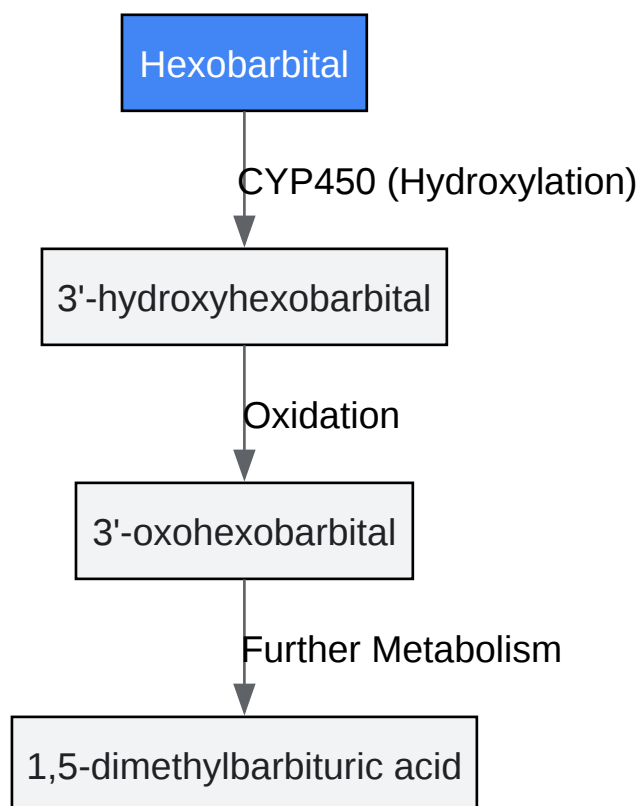 Hexobarbital
CYP450 (Hydroxylation)
3'-hydroxyhexobarbital
Oxidation
3'-oxohexobarbital
Further Metabolism
1,5-dimethylbarbituric acid